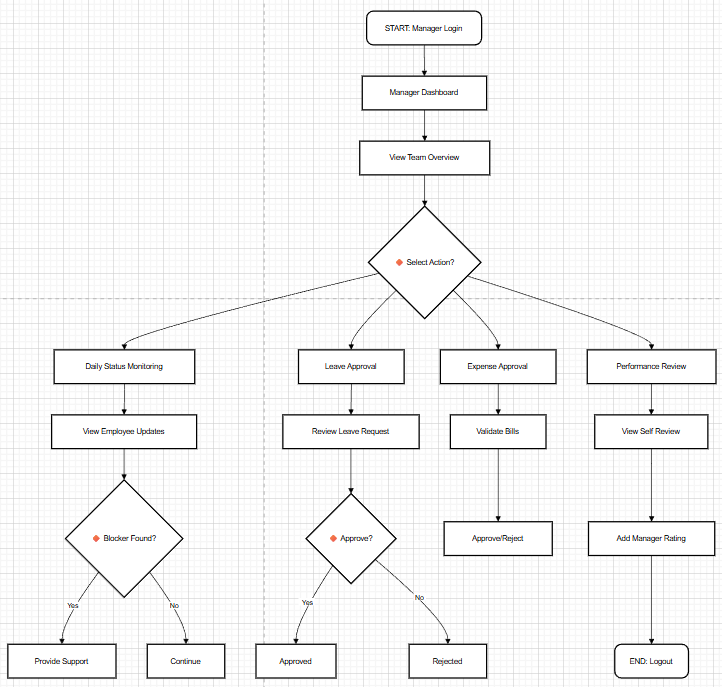 START: Manager Login
Manager Dashboard
View Team Overview
Select Action?
Daily Status Monitoring
Leave Approval
Expense Approval
Performance Review
View Employee Updates
Review Leave Request
Validate Bills
View Self Review
Blocker Found?
Approve?
Approve/Reject
Add Manager Rating
Yes
No
Yes
No
Provide Support
Continue
Approved
Rejected
END: Logout